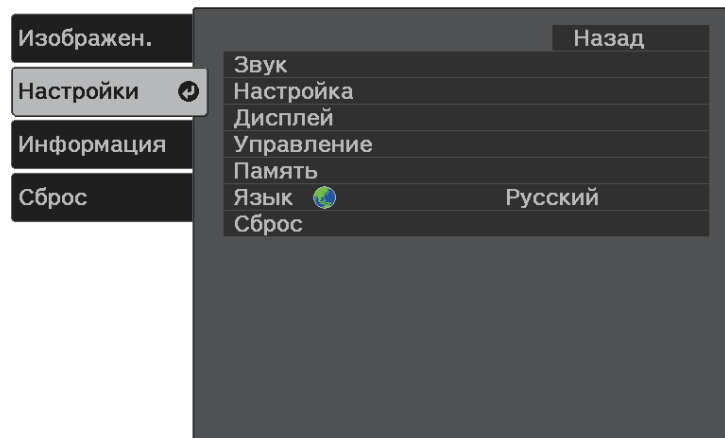 Изображен.
Настройки
Информация
Сброс
Назад
Звук
Настройка
Дисплей
Управление
Память
Язык Русский
Сброс